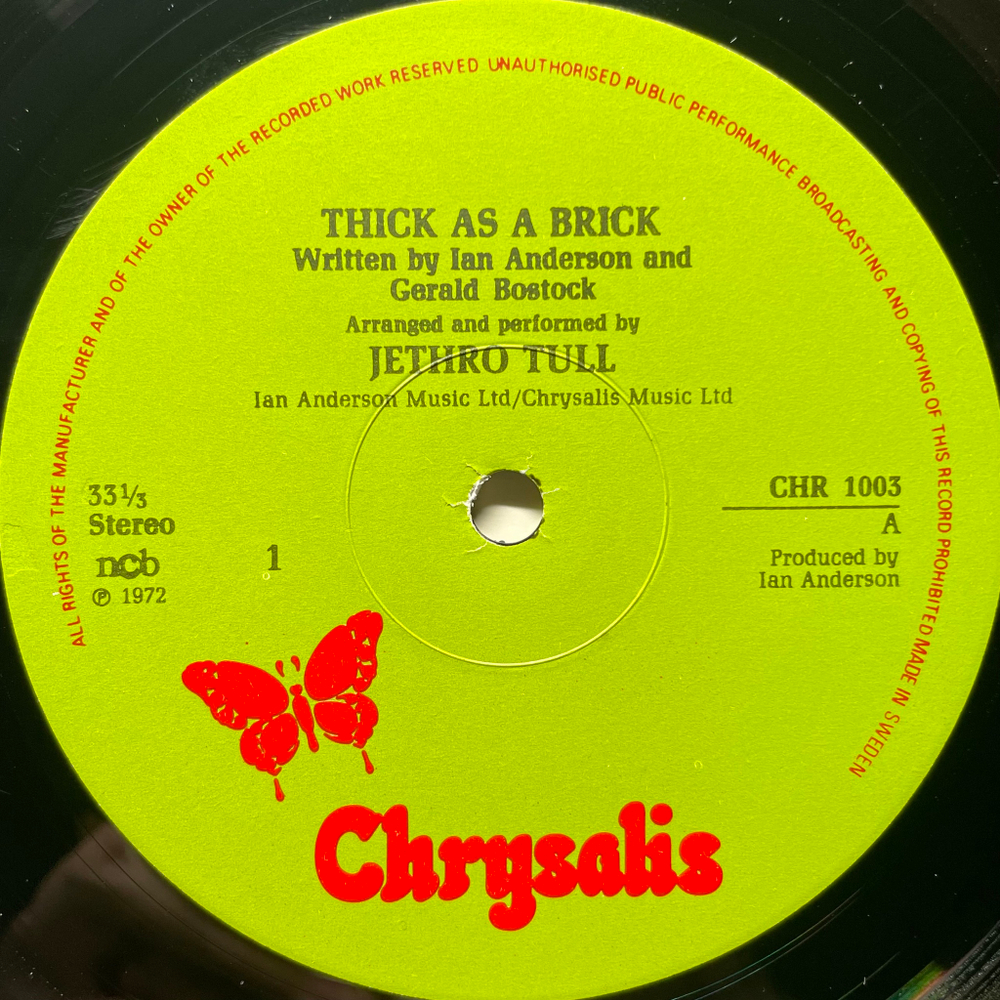 ALL RIGHTS OF THE MANUFACTURER AND OF THE OWNER OF THE RECORDED WORK RESERVED UNAUTHORISED PUBLIC PERFORMANCE BROADCASTING AND COPYING OF THIS RECORD PROHIBITED MADE IN SWEDEN
THICK AS A BRICK
Written by Ian Anderson and
Gerald Bostock
Arranged and performed by
JETHRO TULL
Ian Anderson Music Ltd/Chrysalis Music Ltd
33⅓
Stereo
ncb
℗ 1972
1
CHR 1003
A
Produced by
Ian Anderson
Chrysalis